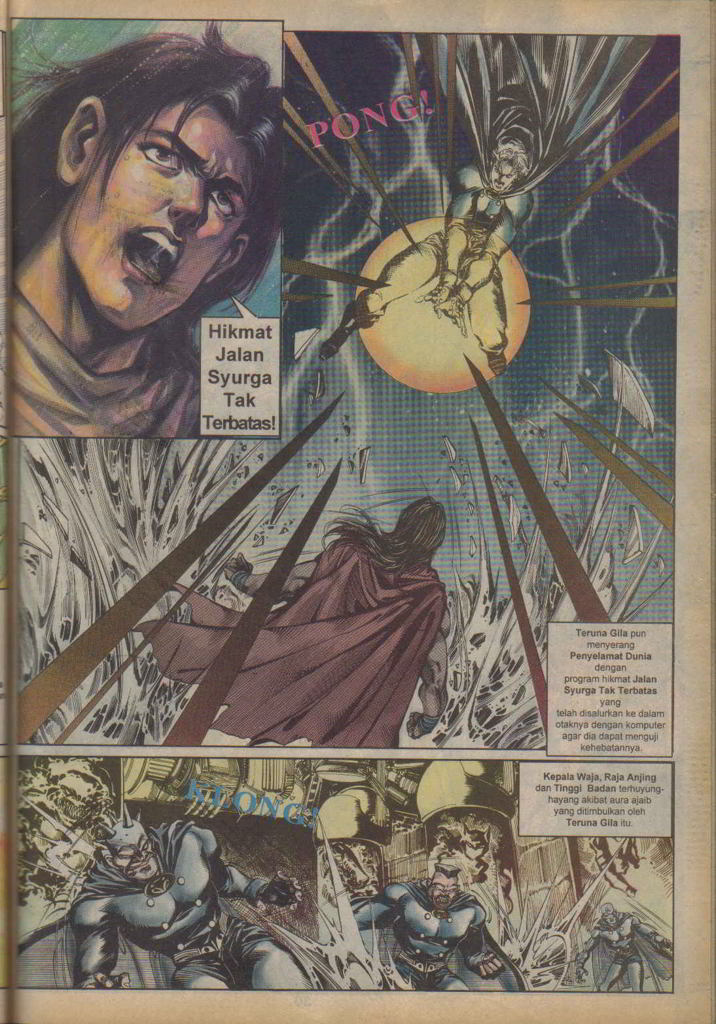 PONG!
Hikmat
Jalan
Syurga
Tak
Terbatas!
Teruna Gila pun
menyerang
Penyelamat Dunia
dengan
program hikmat Jalan
Syurga Tak Terbatas
yang
telah disalurkan ke dalam
otaknya dengan komputer
agar dia dapat menguji
kehebatannya.
KLONG!
Kepala Waja, Raja Anjing
dan Tinggi Badan terhuyung-
hayang akibat aura ajaib
yang ditimbulkan oleh
Teruna Gila itu.